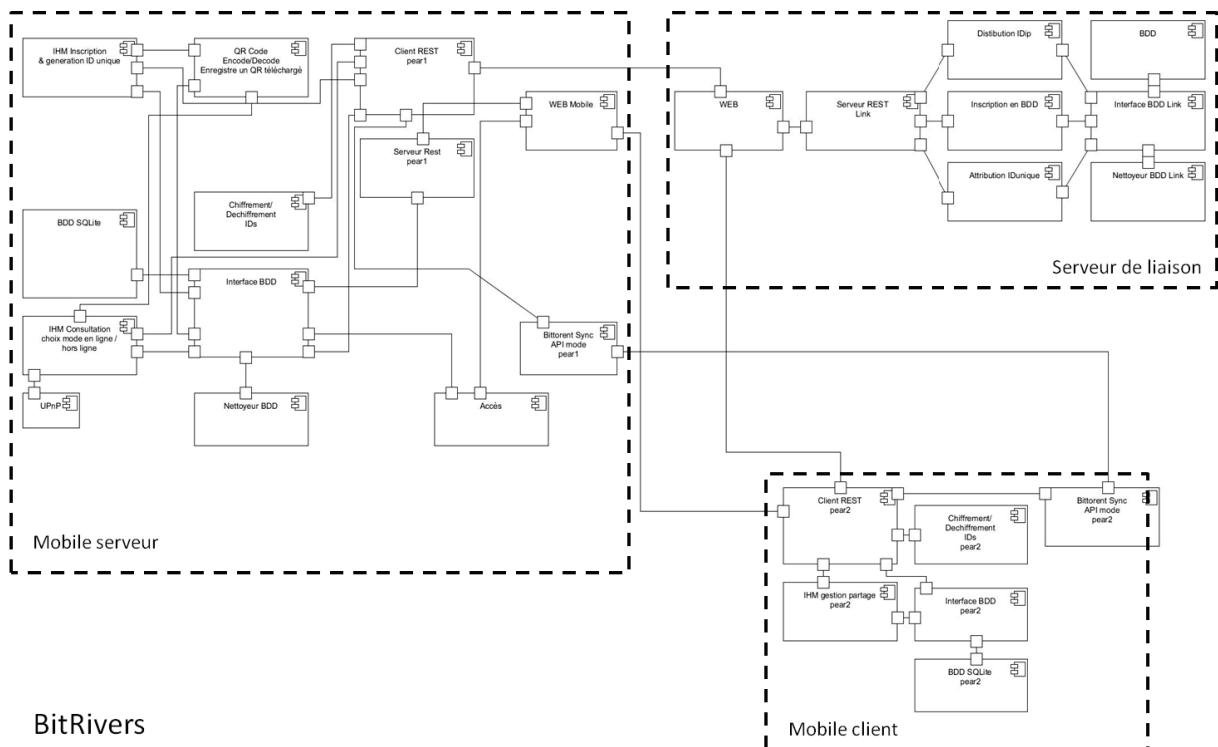 IHM Inscription
& generation ID unique
QR Code
Encode/Decode
Enregistre un QR téléchargé
Client REST
pear1
WEB Mobile
Serveur Rest
pear1
Chiffrement/
Dechiffrement
IDs
BDD SQLite
Interface BDD
IHM Consultation
choix mode en ligne /
hors ligne
Bittorent Sync
API mode
pear1
UPnP
Nettoyeur BDD
Accès
Mobile serveur
WEB
Serveur REST
Link
Distibution IDip
BDD
Inscription en BDD
Interface BDD Link
Attribution IDunique
Nettoyeur BDD Link
Serveur de liaison
Client REST
pear2
Bittorent Sync
API mode
pear2
Chiffrement/
Dechiffrement
IDs
pear2
IHM gestion partage
pear2
Interface BDD
pear2
BDD SQLite
pear2
Mobile client
BitRivers